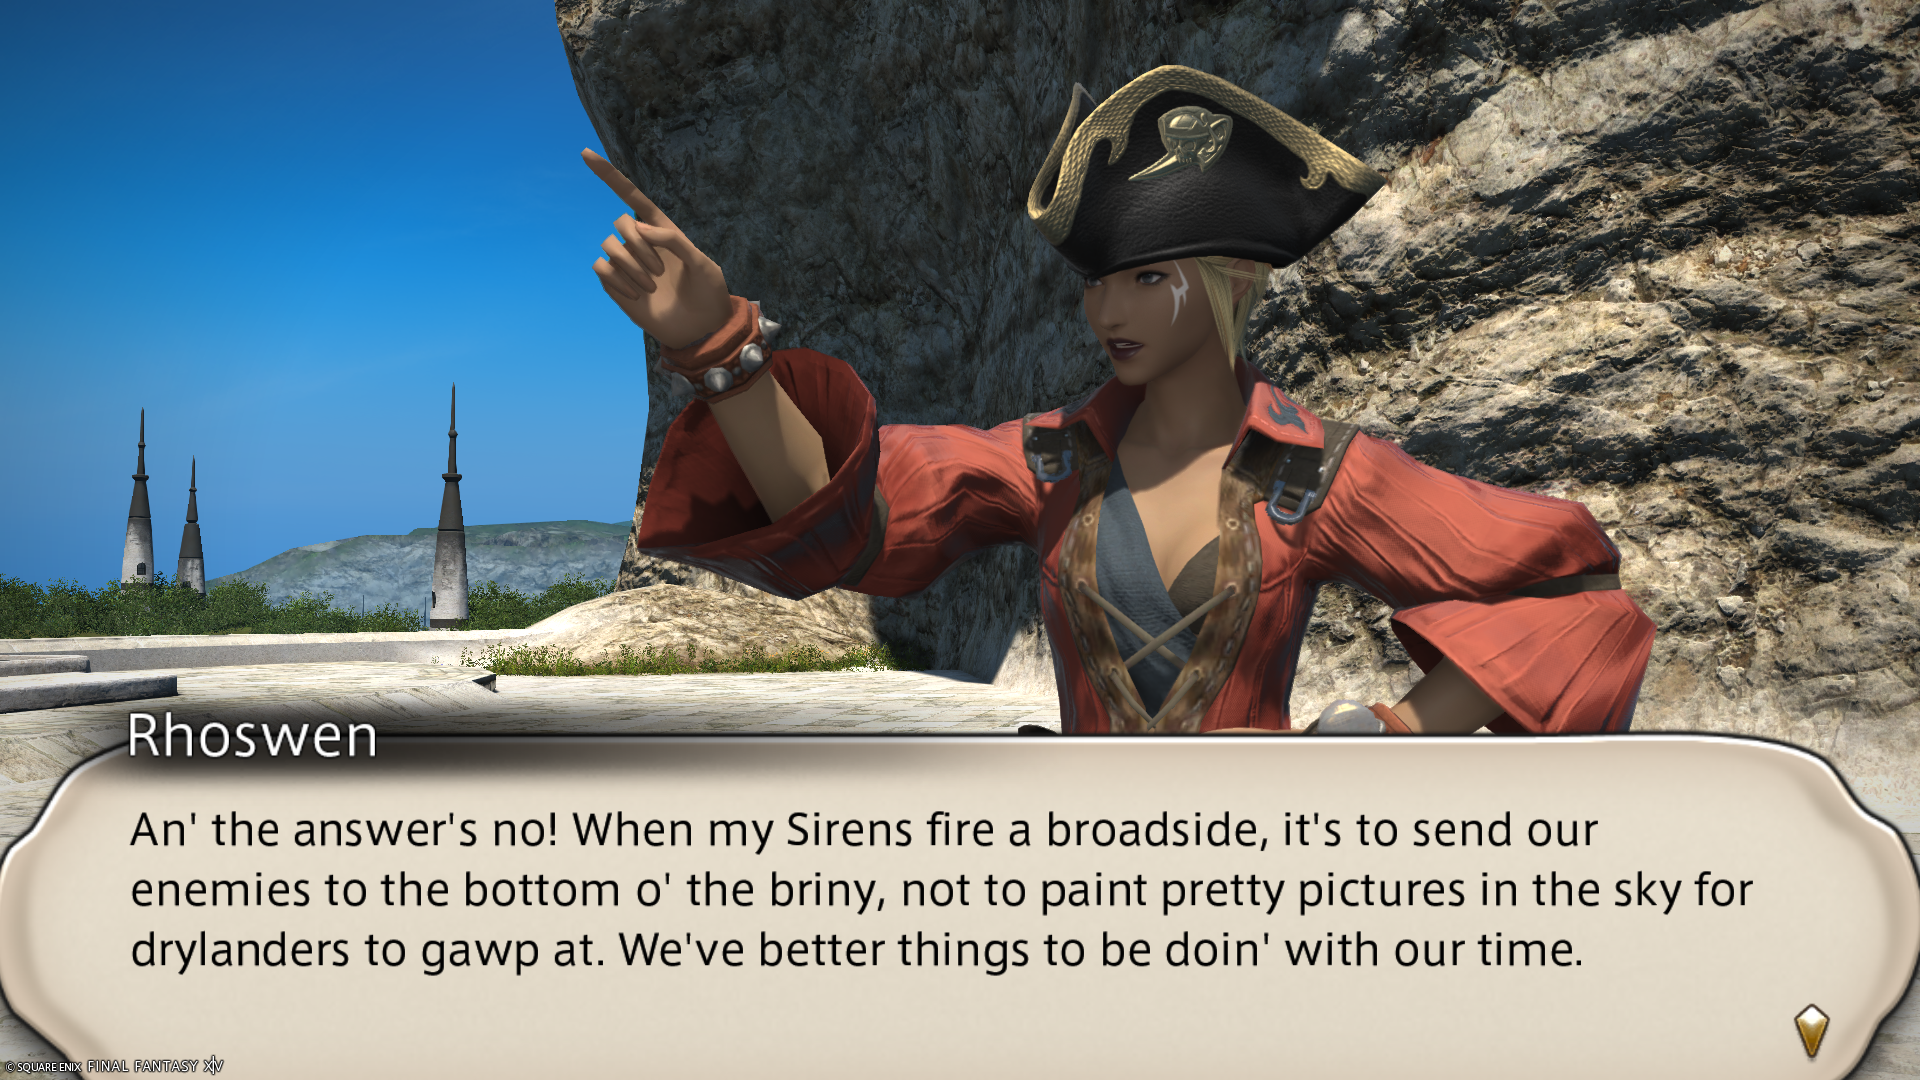 Rhoswen
An' the answer's no! When my Sirens fire a broadside, it's to send our
enemies to the bottom o' the briny, not to paint pretty pictures in the sky for
drylanders to gawp at. We've better things to be doin' with our time.
© SQUARE ENIX FINAL FANTASY XIV